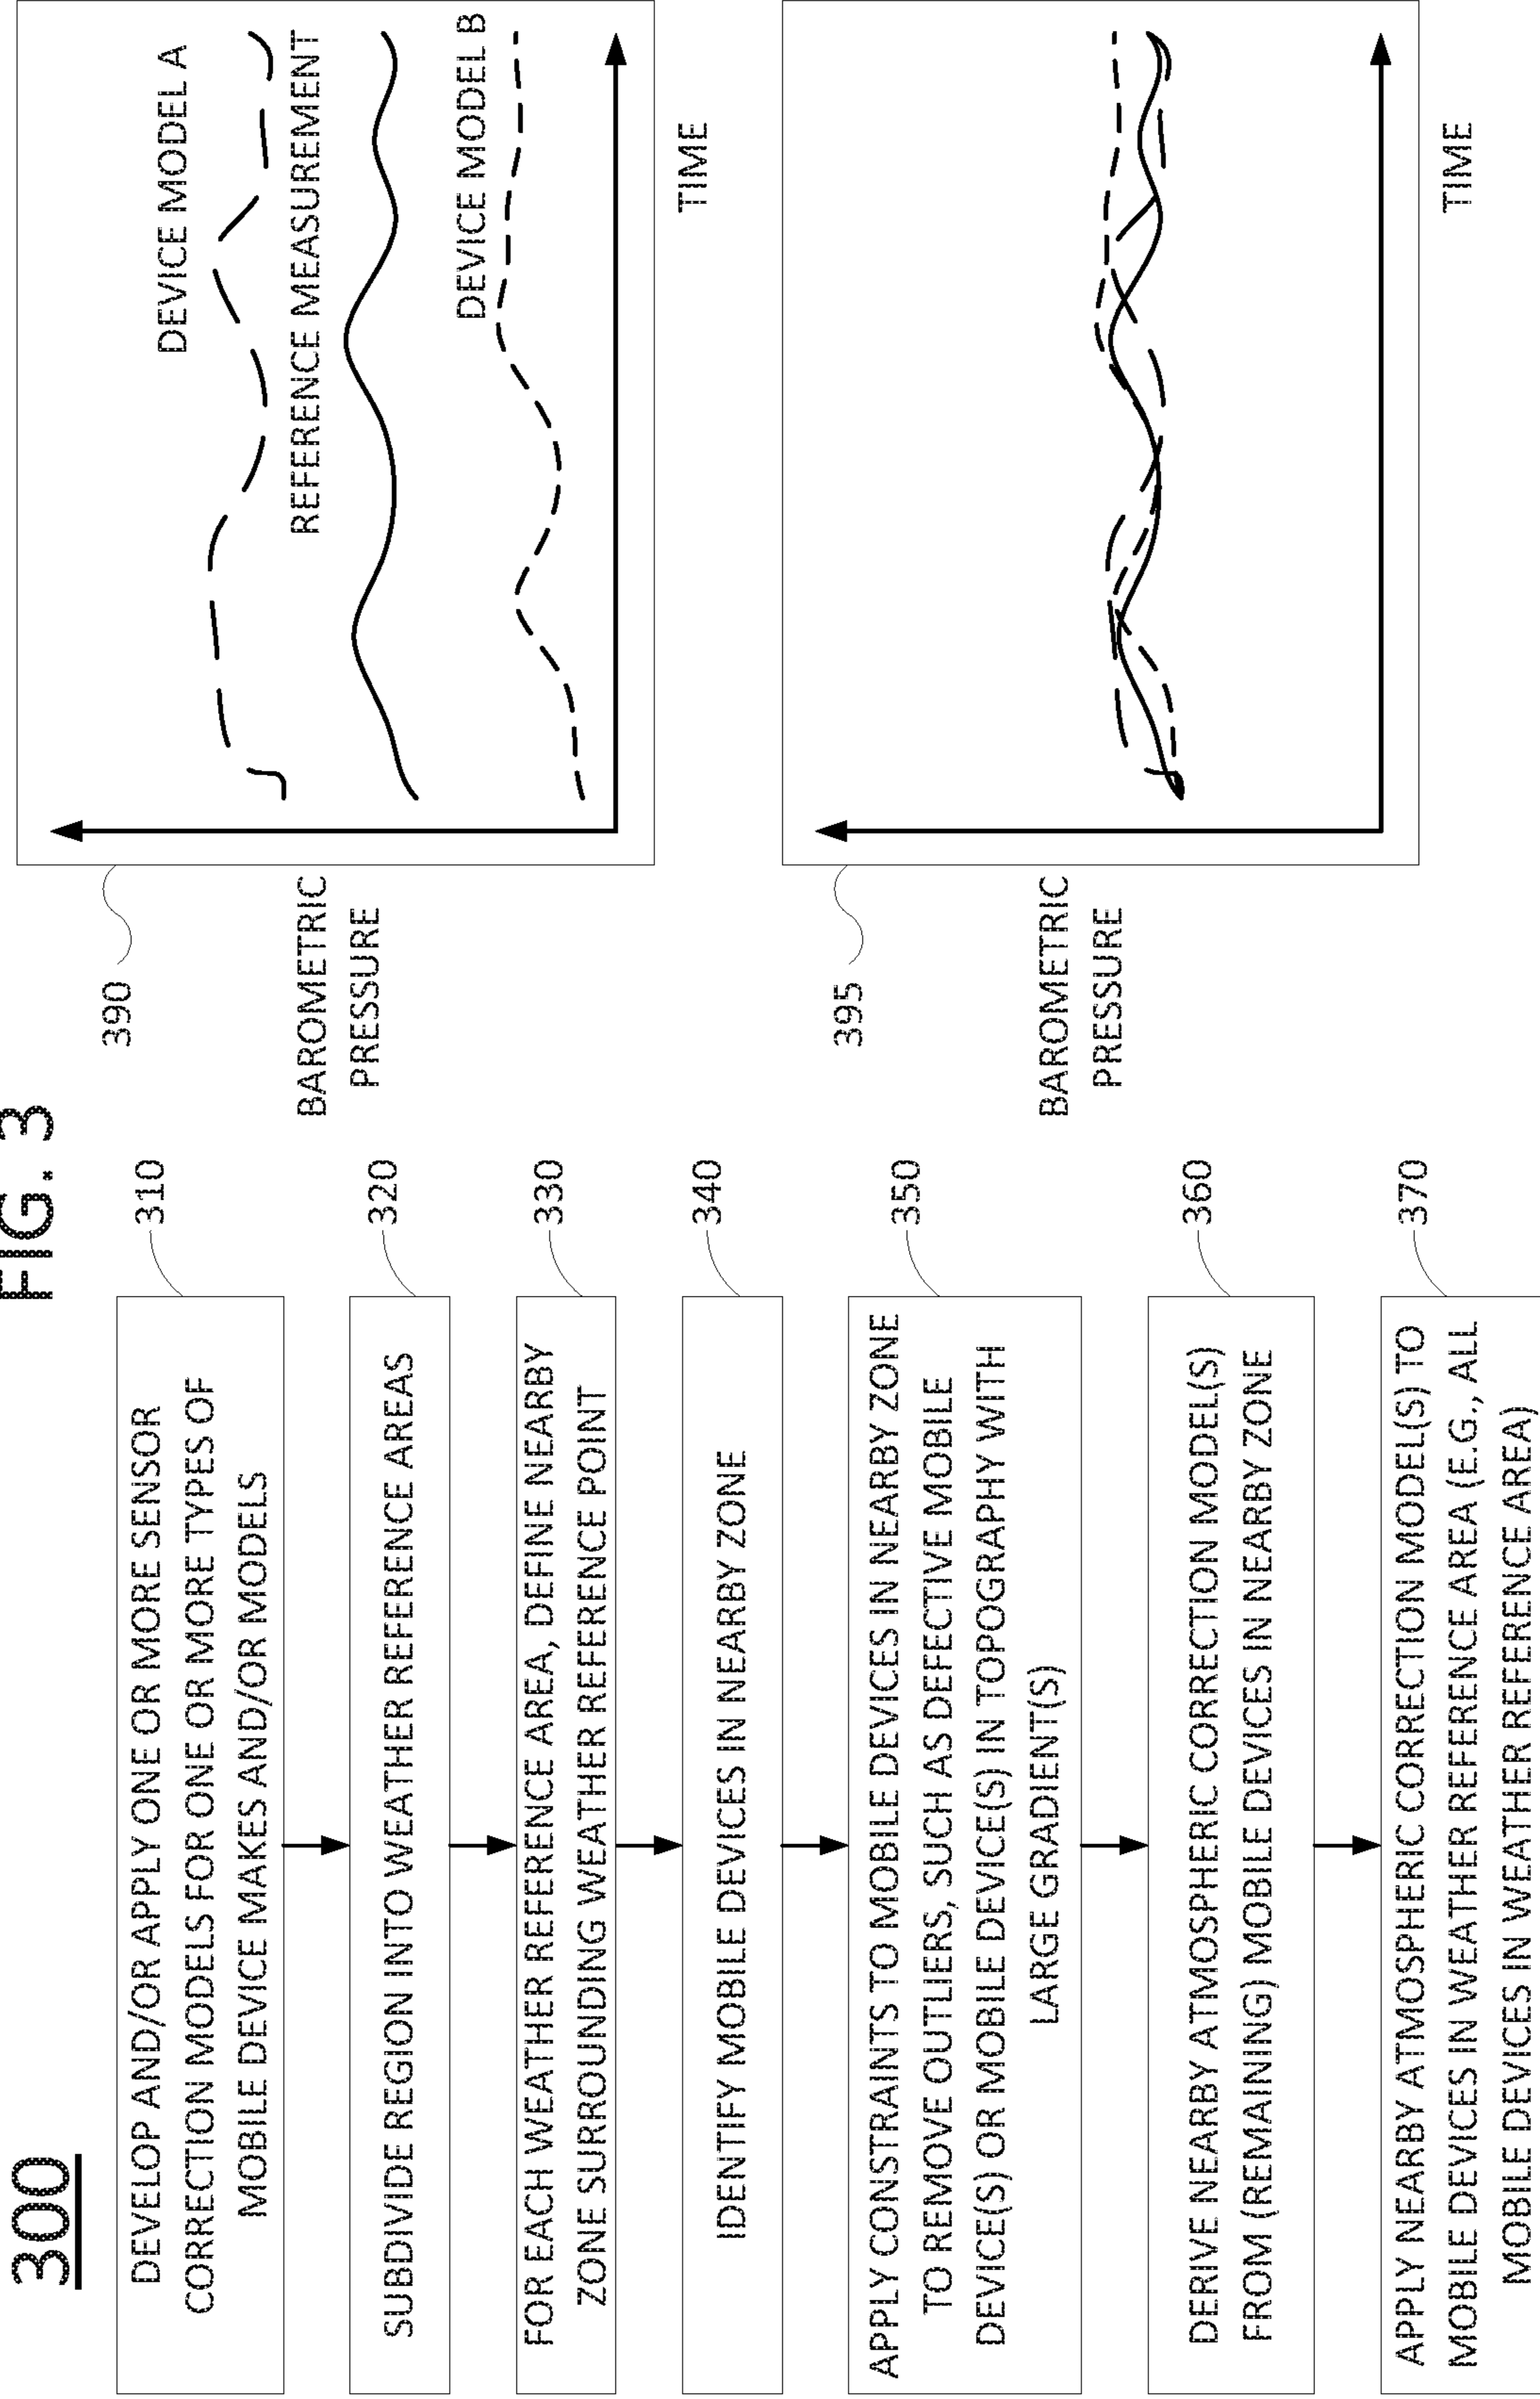 300
FIG. 3
DEVELOP AND/OR APPLY ONE OR MORE SENSOR
CORRECTION MODELS FOR ONE OR MORE TYPES OF
MOBILE DEVICE MAKES AND/OR MODELS
310
SUBDIVIDE REGION INTO WEATHER REFERENCE AREAS
320
FOR EACH WEATHER REFERENCE AREA, DEFINE NEARBY
ZONE SURROUNDING WEATHER REFERENCE POINT
330
IDENTIFY MOBILE DEVICES IN NEARBY ZONE
340
APPLY CONSTRAINTS TO MOBILE DEVICES IN NEARBY ZONE
TO REMOVE OUTLIERS, SUCH AS DEFECTIVE MOBILE
DEVICE(S) OR MOBILE DEVICE(S) IN TOPOGRAPHY WITH
LARGE GRADIENT(S)
350
DERIVE NEARBY ATMOSPHERIC CORRECTION MODEL(S)
FROM (REMAINING) MOBILE DEVICES IN NEARBY ZONE
360
APPLY NEARBY ATMOSPHERIC CORRECTION MODEL(S) TO
MOBILE DEVICES IN WEATHER REFERENCE AREA (E.G., ALL
MOBILE DEVICES IN WEATHER REFERENCE AREA)
370
390
BAROMETRIC
PRESSURE
DEVICE MODEL A
REFERENCE MEASUREMENT
DEVICE MODEL B
TIME
395
BAROMETRIC
PRESSURE
TIME